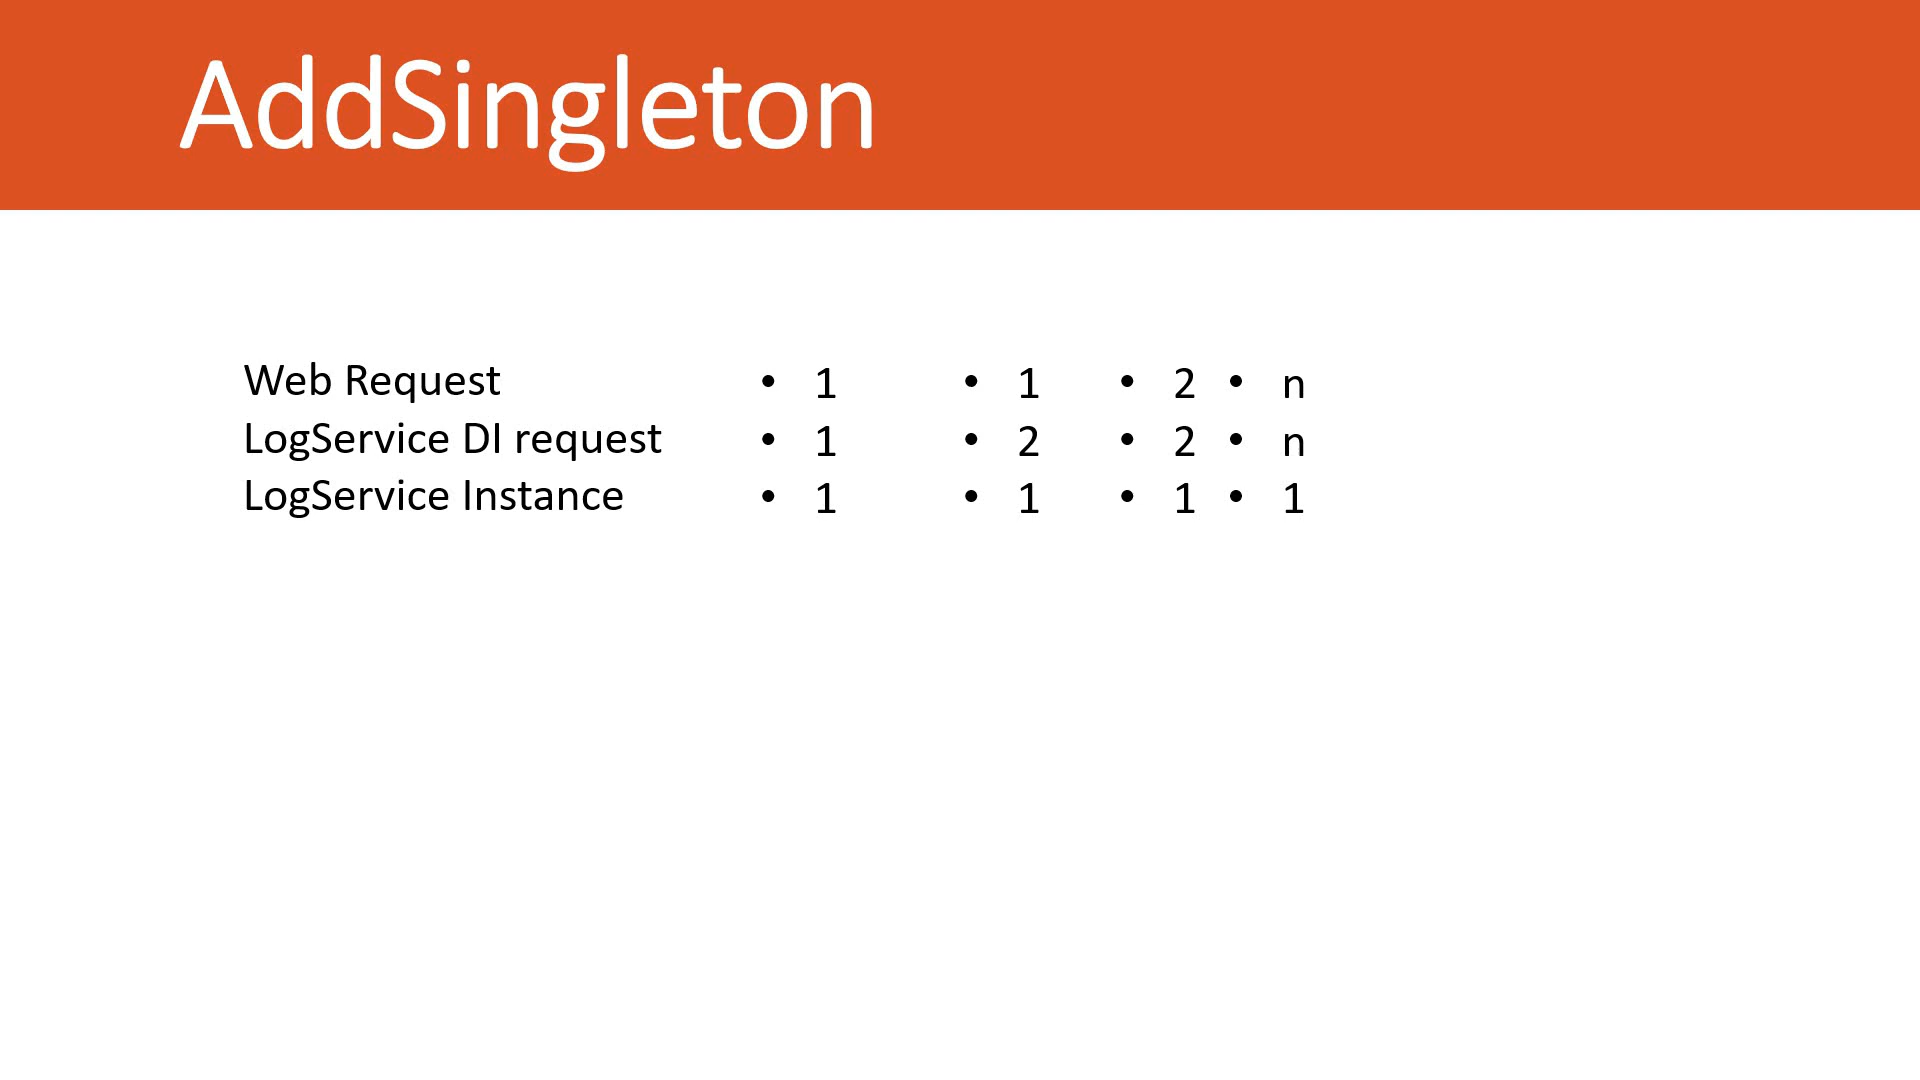 AddSingleton
Web Request • 1 • 1 • 2 • n
LogService DI request • 1 • 2 • 2 • n
LogService Instance • 1 • 1 • 1 • 1